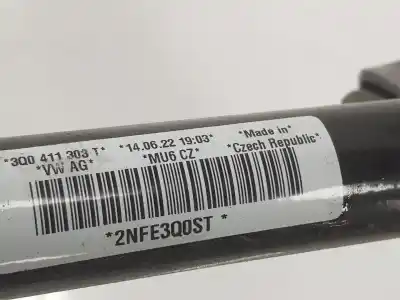 *3Q0 411 303 T* *14.06.22 19:03* *Made in*
*VW AG* *MU6 CZ* *Czech Republic*
*2NFE3Q0ST *